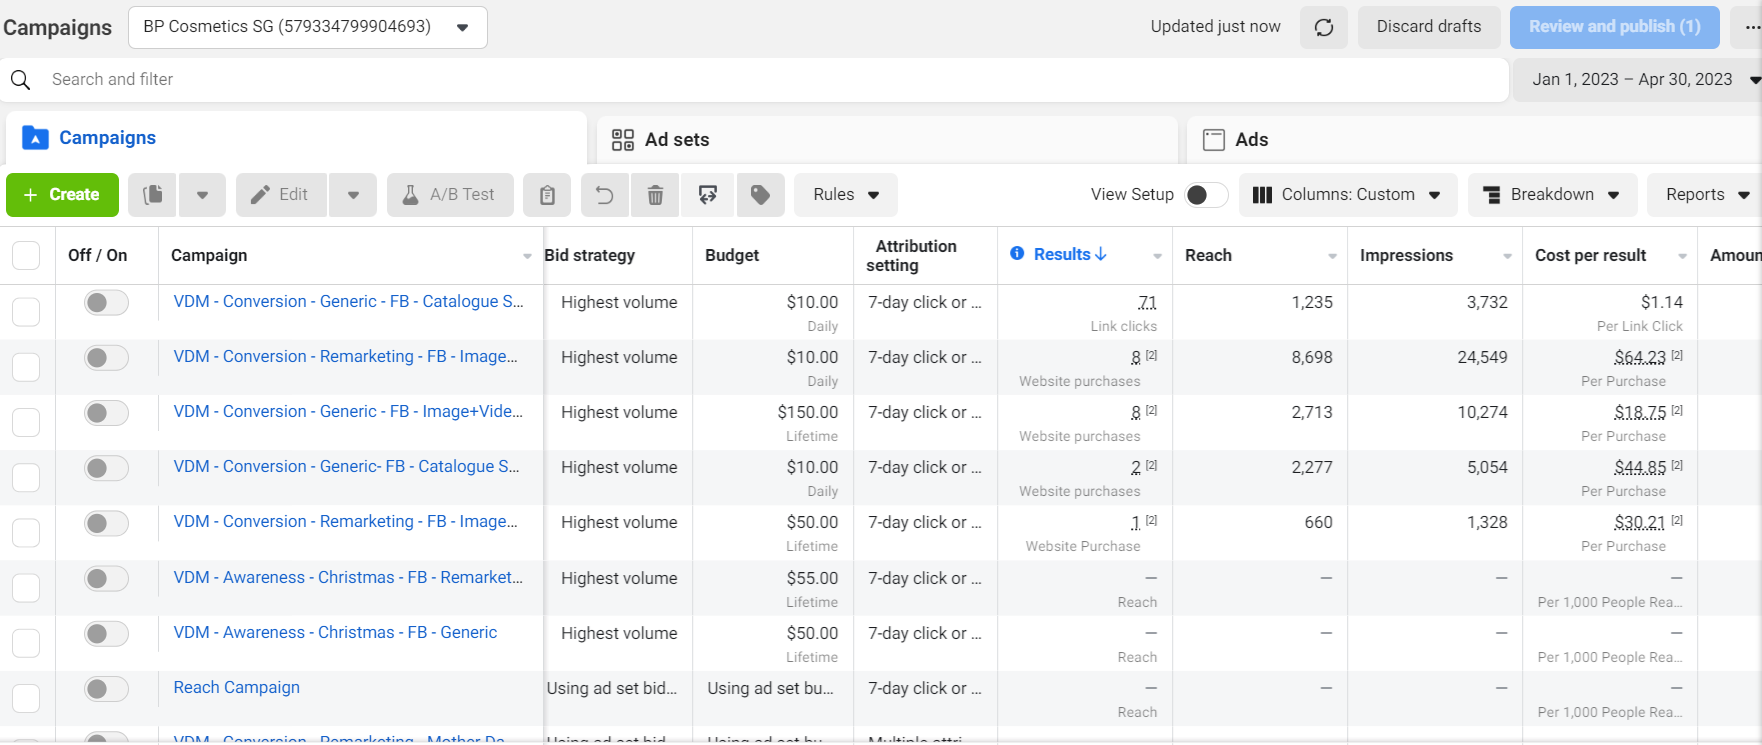 Campaigns
BP Cosmetics SG (579334799904693)
Updated just now
Discard drafts
Review and publish (1)
Search and filter
Jan 1, 2023 – Apr 30, 2023
Campaigns
Ad sets
Ads
+ Create
Edit
A/B Test
Rules
View Setup
Columns: Custom
Breakdown
Reports
Off / On
Campaign
Bid strategy
Budget
Attribution
setting
Results ↓
Reach
Impressions
Cost per result
Amoun
VDM - Conversion - Generic - FB - Catalogue S...
Highest volume
$10.00
Daily
7-day click or ...
71
Link clicks
1,235
3,732
$1.14
Per Link Click
VDM - Conversion - Remarketing - FB - Image...
Highest volume
$10.00
Daily
7-day click or ...
8 [2]
Website purchases
8,698
24,549
$64.23 [2]
Per Purchase
VDM - Conversion - Generic - FB - Image+Vide...
Highest volume
$150.00
Lifetime
7-day click or ...
8 [2]
Website purchases
2,713
10,274
$18.75 [2]
Per Purchase
VDM - Conversion - Generic- FB - Catalogue S...
Highest volume
$10.00
Daily
7-day click or ...
2 [2]
Website purchases
2,277
5,054
$44.85 [2]
Per Purchase
VDM - Conversion - Remarketing - FB - Image...
Highest volume
$50.00
Lifetime
7-day click or ...
1 [2]
Website Purchase
660
1,328
$30.21 [2]
Per Purchase
VDM - Awareness - Christmas - FB - Remarket...
Highest volume
$55.00
Lifetime
7-day click or ...
—
Reach
—
—
—
Per 1,000 People Rea...
VDM - Awareness - Christmas - FB - Generic
Highest volume
$50.00
Lifetime
7-day click or ...
—
Reach
—
—
—
Per 1,000 People Rea...
Reach Campaign
Using ad set bid...
Using ad set bu...
7-day click or ...
—
Reach
—
—
—
Per 1,000 People Rea...
VDM - Conversion - Remarketing - Mother Da...
Using ad set bid...
Using ad set bu...
Multiple attri...